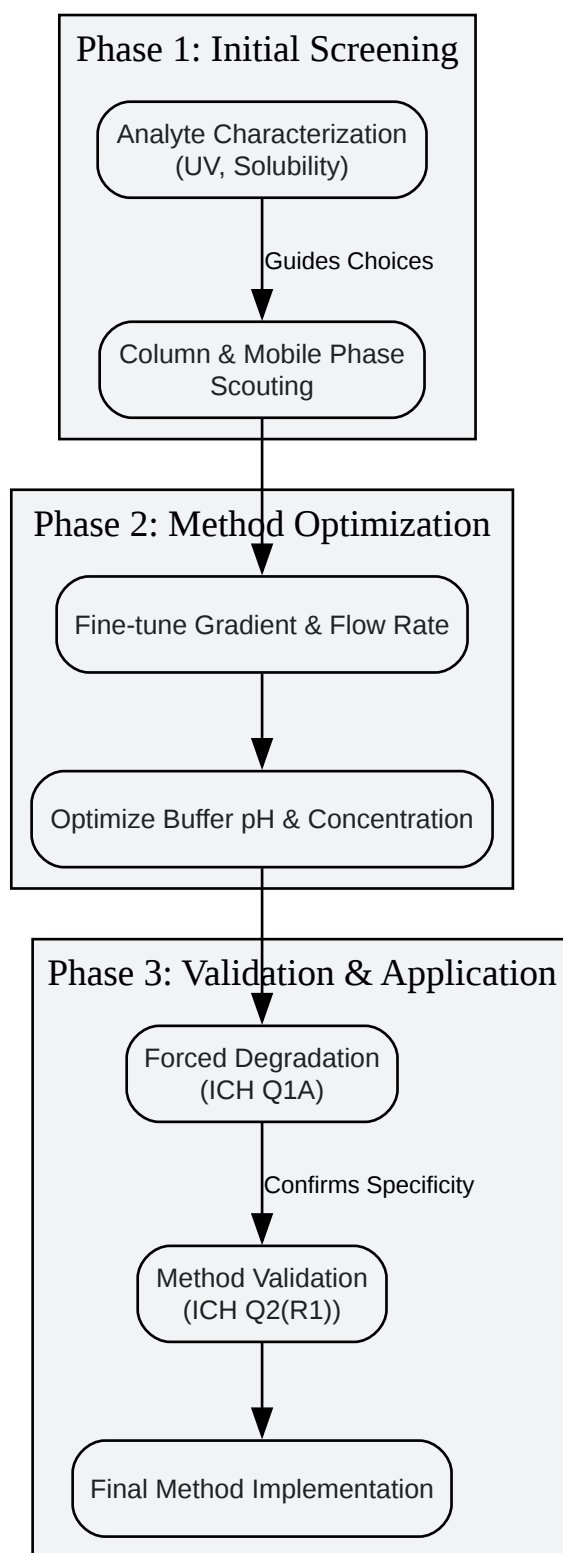 Phase 1: Initial Screening
Analyte Characterization
(UV, Solubility)
Guides Choices
Column & Mobile Phase
Scouting
Phase 2: Method Optimization
Fine-tune Gradient & Flow Rate
Optimize Buffer pH & Concentration
Phase 3: Validation & Application
Forced Degradation
(ICH Q1A)
Confirms Specificity
Method Validation
(ICH Q2(R1))
Final Method Implementation